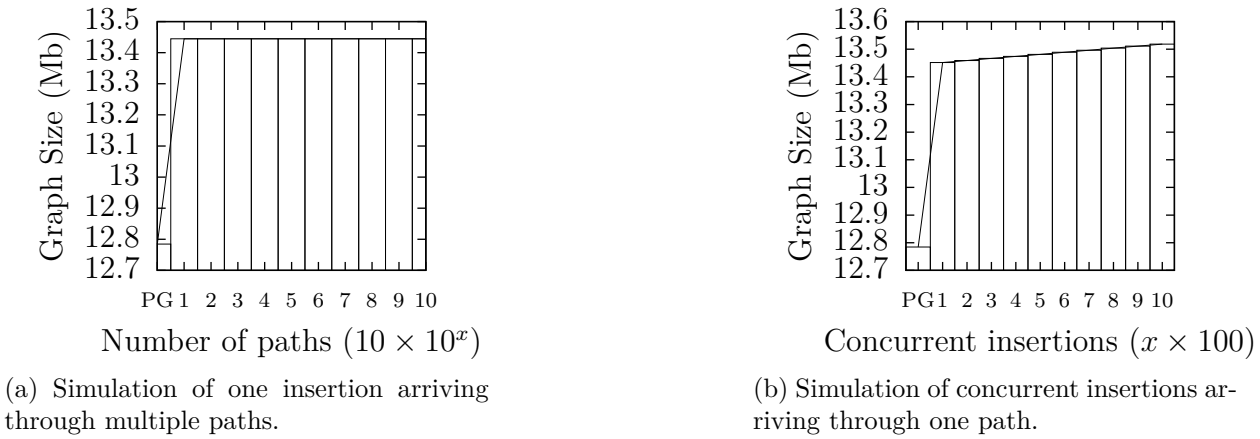 Graph Size (Mb)
13.5
13.4
13.3
13.2
13.1
13
12.9
12.8
12.7
PG 1 2 3 4 5 6 7 8 9 10
Number of paths (10 × 10^x)
(a) Simulation of one insertion arriving
through multiple paths.
Graph Size (Mb)
13.6
13.5
13.4
13.3
13.2
13.1
13
12.9
12.8
12.7
PG 1 2 3 4 5 6 7 8 9 10
Concurrent insertions (x × 100)
(b) Simulation of concurrent insertions ar-
riving through one path.